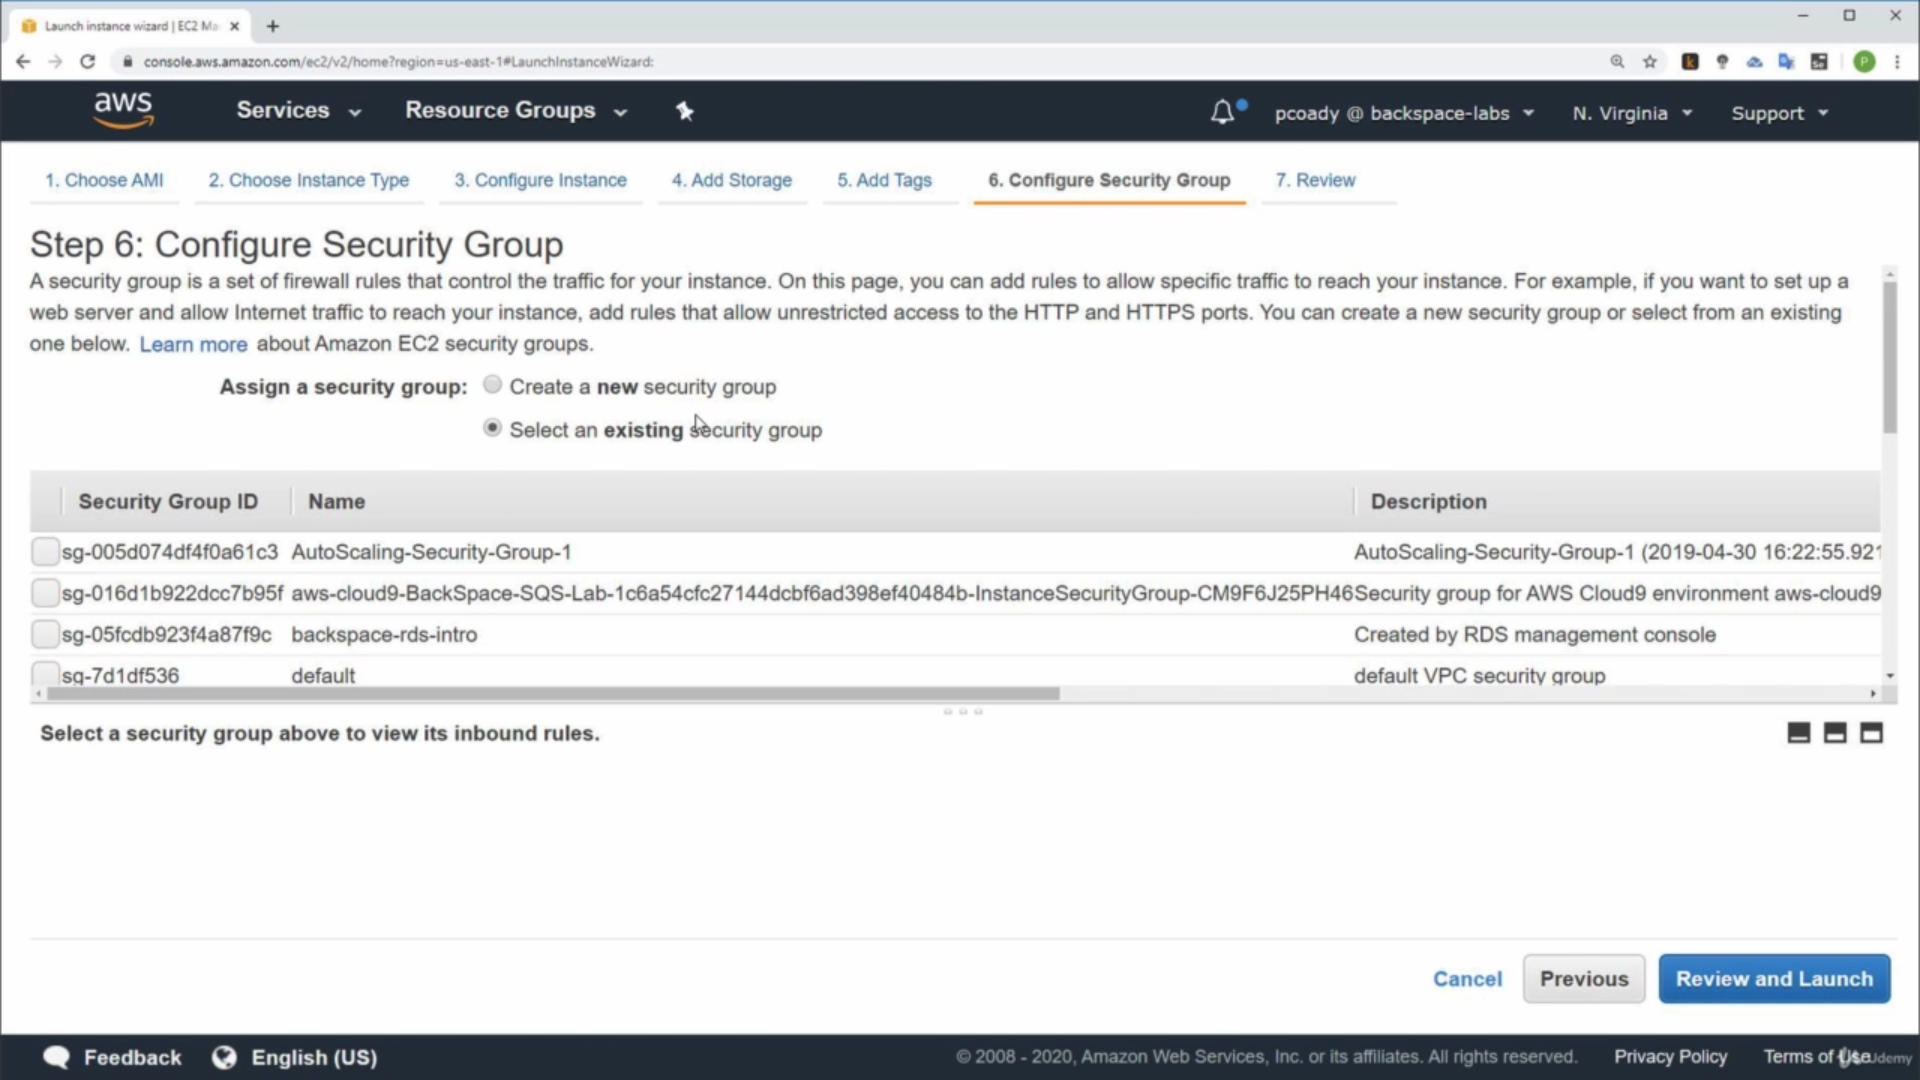 Launch instance wizard | EC2 Ma
console.aws.amazon.com/ec2/v2/home?region=us-east-1#LaunchInstanceWizard:
aws
Services
Resource Groups
pcoady @ backspace-labs
N. Virginia
Support
1. Choose AMI
2. Choose Instance Type
3. Configure Instance
4. Add Storage
5. Add Tags
6. Configure Security Group
7. Review
Step 6: Configure Security Group
A security group is a set of firewall rules that control the traffic for your instance. On this page, you can add rules to allow specific traffic to reach your instance. For example, if you want to set up a
web server and allow Internet traffic to reach your instance, add rules that allow unrestricted access to the HTTP and HTTPS ports. You can create a new security group or select from an existing
one below. Learn more about Amazon EC2 security groups.
Assign a security group: Create a new security group
Select an existing security group
Security Group ID Name Description
sg-005d074df4f0a61c3 AutoScaling-Security-Group-1 AutoScaling-Security-Group-1 (2019-04-30 16:22:55.921
sg-016d1b922dcc7b95f aws-cloud9-BackSpace-SQS-Lab-1c6a54cfc27144dcbf6ad398ef40484b-InstanceSecurityGroup-CM9F6J25PH46 Security group for AWS Cloud9 environment aws-cloud9
sg-05fcdb923f4a87f9c backspace-rds-intro Created by RDS management console
sg-7d1df536 default default VPC security group
Select a security group above to view its inbound rules.
Cancel
Previous
Review and Launch
Feedback
English (US)
© 2008 - 2020, Amazon Web Services, Inc. or its affiliates. All rights reserved.
Privacy Policy
Terms of Use